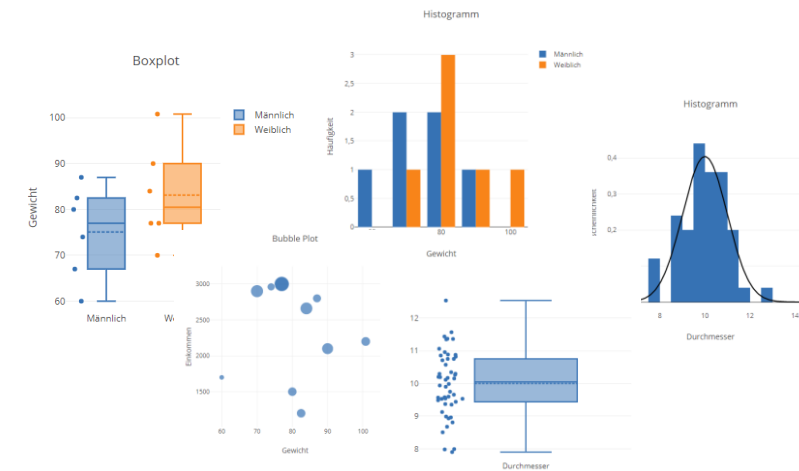 Boxplot
Gewicht
100
90
80
70
60
Männlich
Männlich
Weiblich
Histogramm
Häufigkeit
3
2,5
2
1,5
1
0,5
0
80
100
Gewicht
Männlich
Weiblich
Histogramm
0,4
0,3
0,2
8
10
12
14
Durchmesser
Bubble Plot
Einkommen
3000
2500
2000
1500
60
70
80
90
100
Gewicht
12
11
10
9
8
Durchmesser